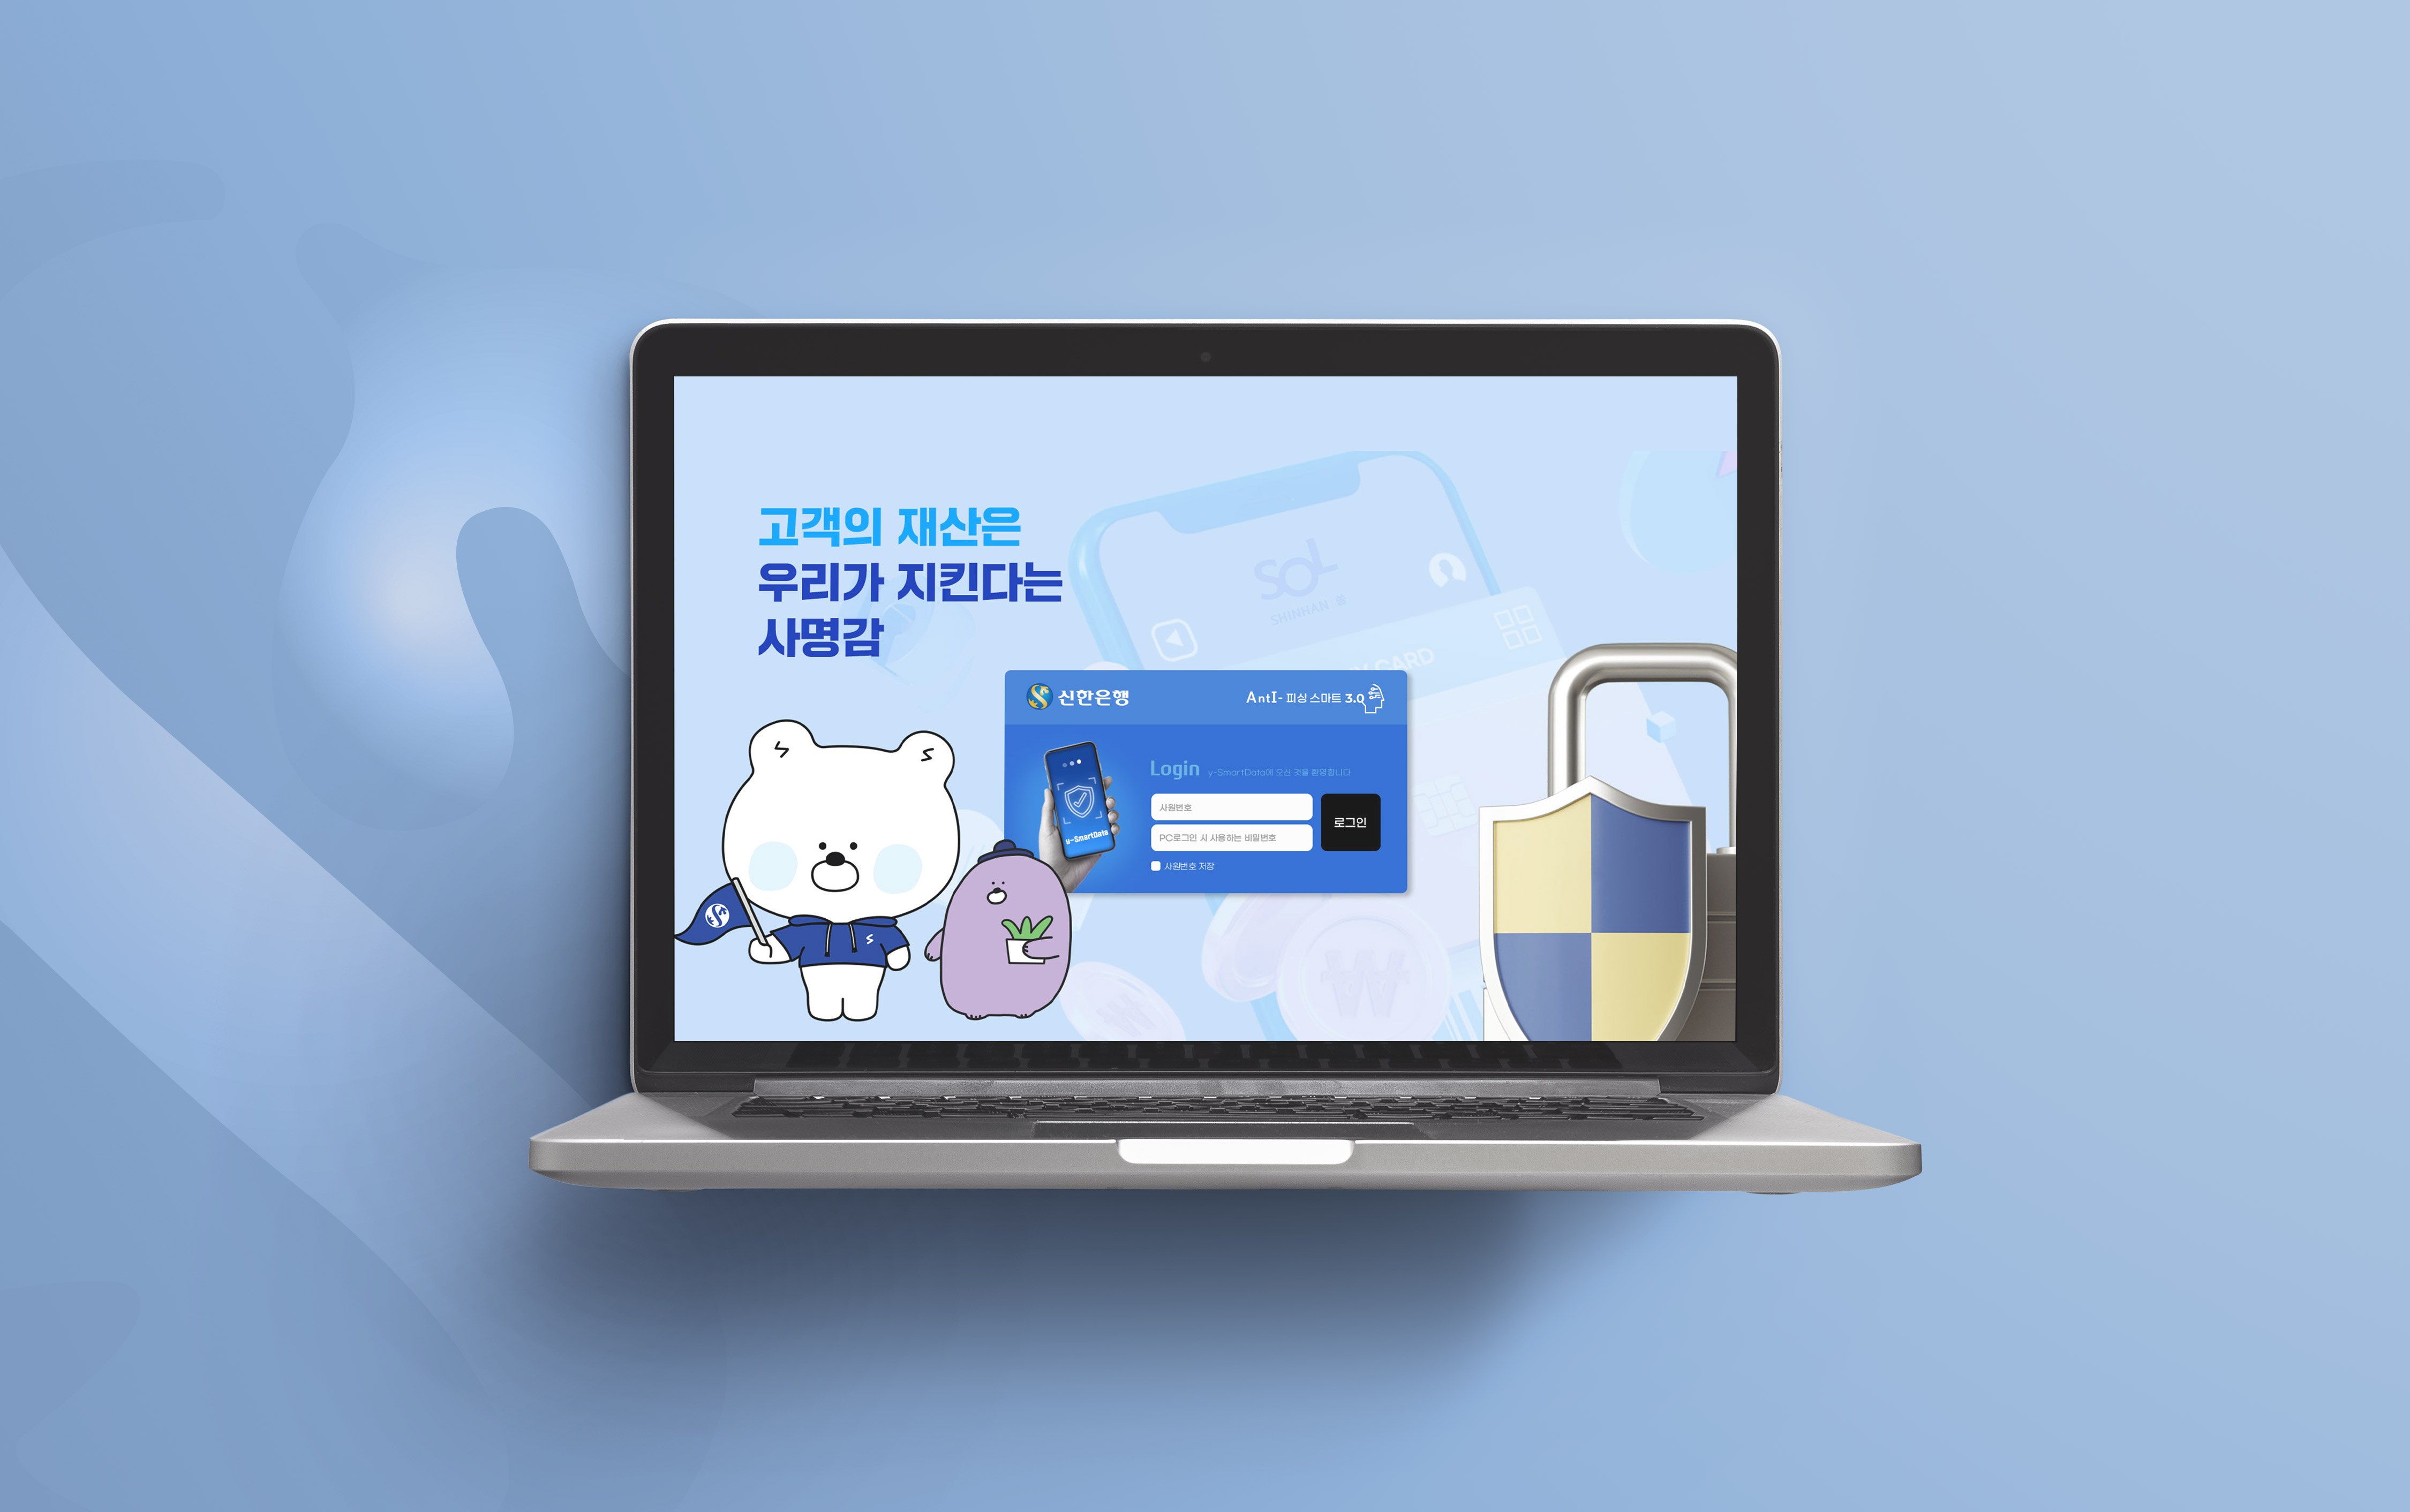 고객의 재산은
우리가 지킨다는
사명감
SOL
SHINHAN
CARD
신한은행
AntI- 피싱 스마트 3.0
Login y-SmartData에 오신 것을 환영합니다
사원번호
PC로그인 시 사용하는 비밀번호
로그인
사원번호 저장
y-SmartData